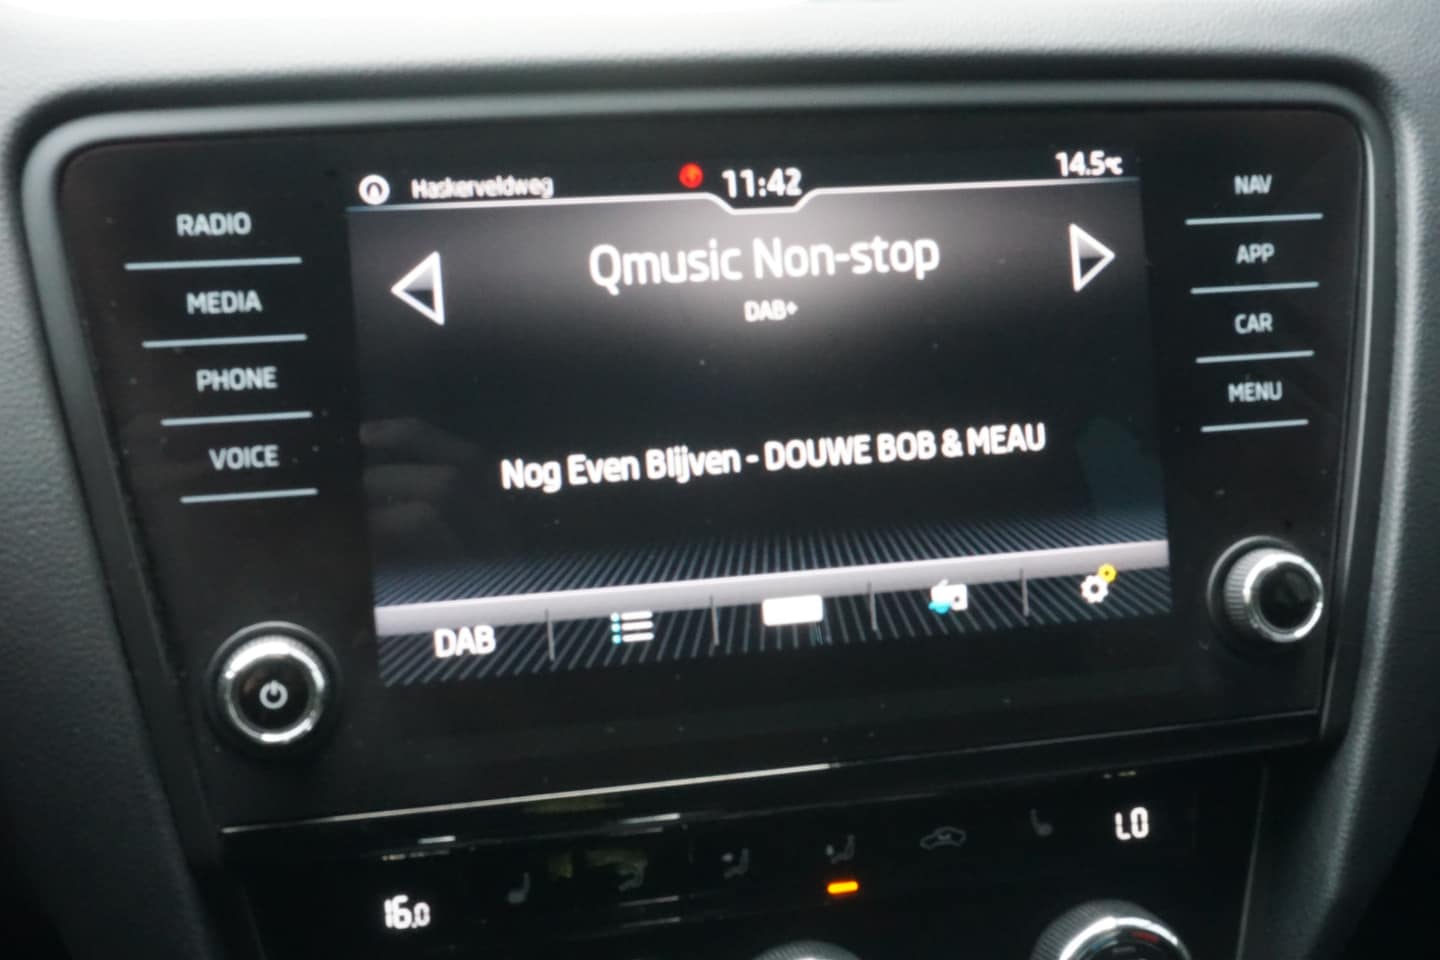 Haskerveldweg
11:42
14.5°C
RADIO
MEDIA
PHONE
VOICE
Qmusic Non-stop
DAB+
Nog Even Blijven - DOUWE BOB & MEAU
DAB
NAV
APP
CAR
MENU
16.0
LO